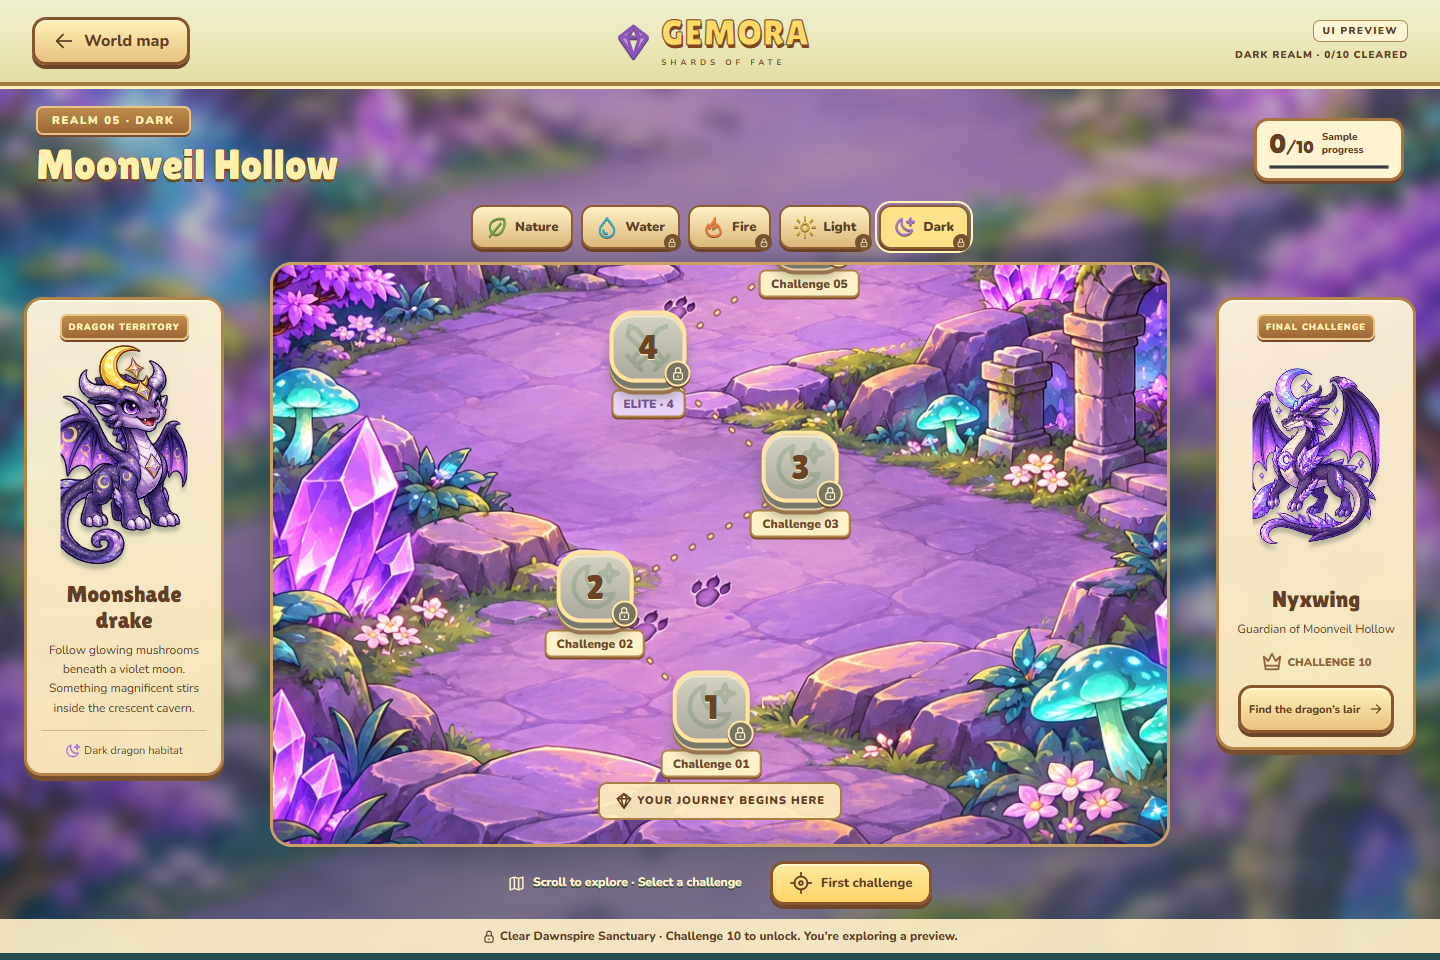 World map
GEMORA
SHARDS OF FATE
UI PREVIEW
DARK REALM · 0/10 CLEARED
REALM 05 · DARK
Moonveil Hollow
0/10
Sample
progress
Nature
Water
Fire
Light
Dark
DRAGON TERRITORY
Moonshade
drake
Follow glowing mushrooms
beneath a violet moon.
Something magnificent stirs
inside the crescent cavern.
Dark dragon habitat
Challenge 05
4
ELITE · 4
3
Challenge 03
2
Challenge 02
1
Challenge 01
YOUR JOURNEY BEGINS HERE
FINAL CHALLENGE
Nyxwing
Guardian of Moonveil Hollow
CHALLENGE 10
Find the dragon's lair
Scroll to explore · Select a challenge
First challenge
Clear Dawnspire Sanctuary · Challenge 10 to unlock. You're exploring a preview.